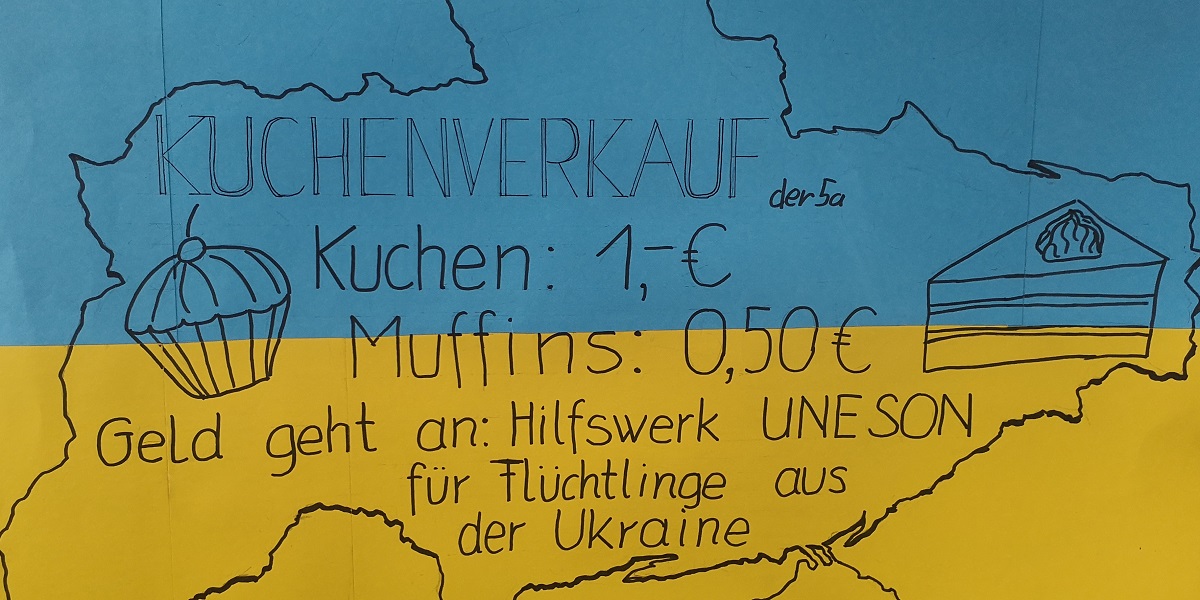 KUCHENVERKAUF der 5a
Kuchen: 1,-€
Muffins: 0,50€
Geld geht an: Hilfswerk UNESON
für Flüchtlinge aus
der Ukraine